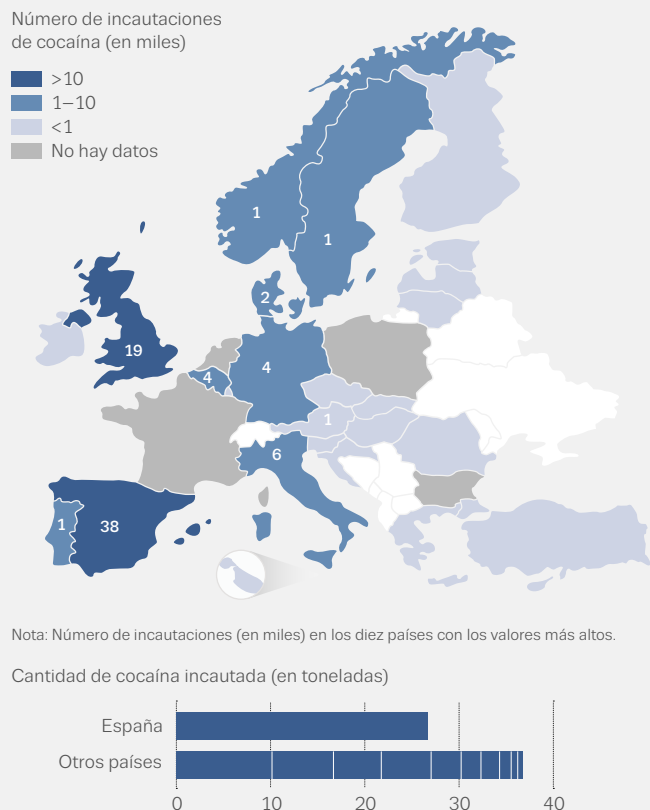 Número de incautaciones
de cocaína (en miles)
>10
1–10
<1
No hay datos
1
1
2
19
4
4
1
6
1
38
Nota: Número de incautaciones (en miles) en los diez países con los valores más altos.
Cantidad de cocaína incautada (en toneladas)
España
Otros países
0 10 20 30 40